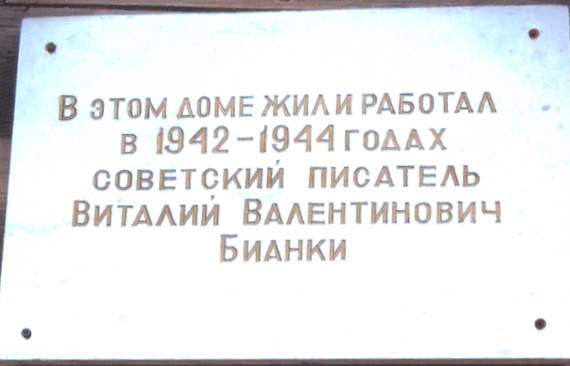 В ЭТОМ ДОМЕ ЖИЛ И РАБОТАЛ
В 1942-1944 ГОДАХ
СОВЕТСКИЙ ПИСАТЕЛЬ
ВИТАЛИЙ ВАЛЕНТИНОВИЧ
БИАНКИ